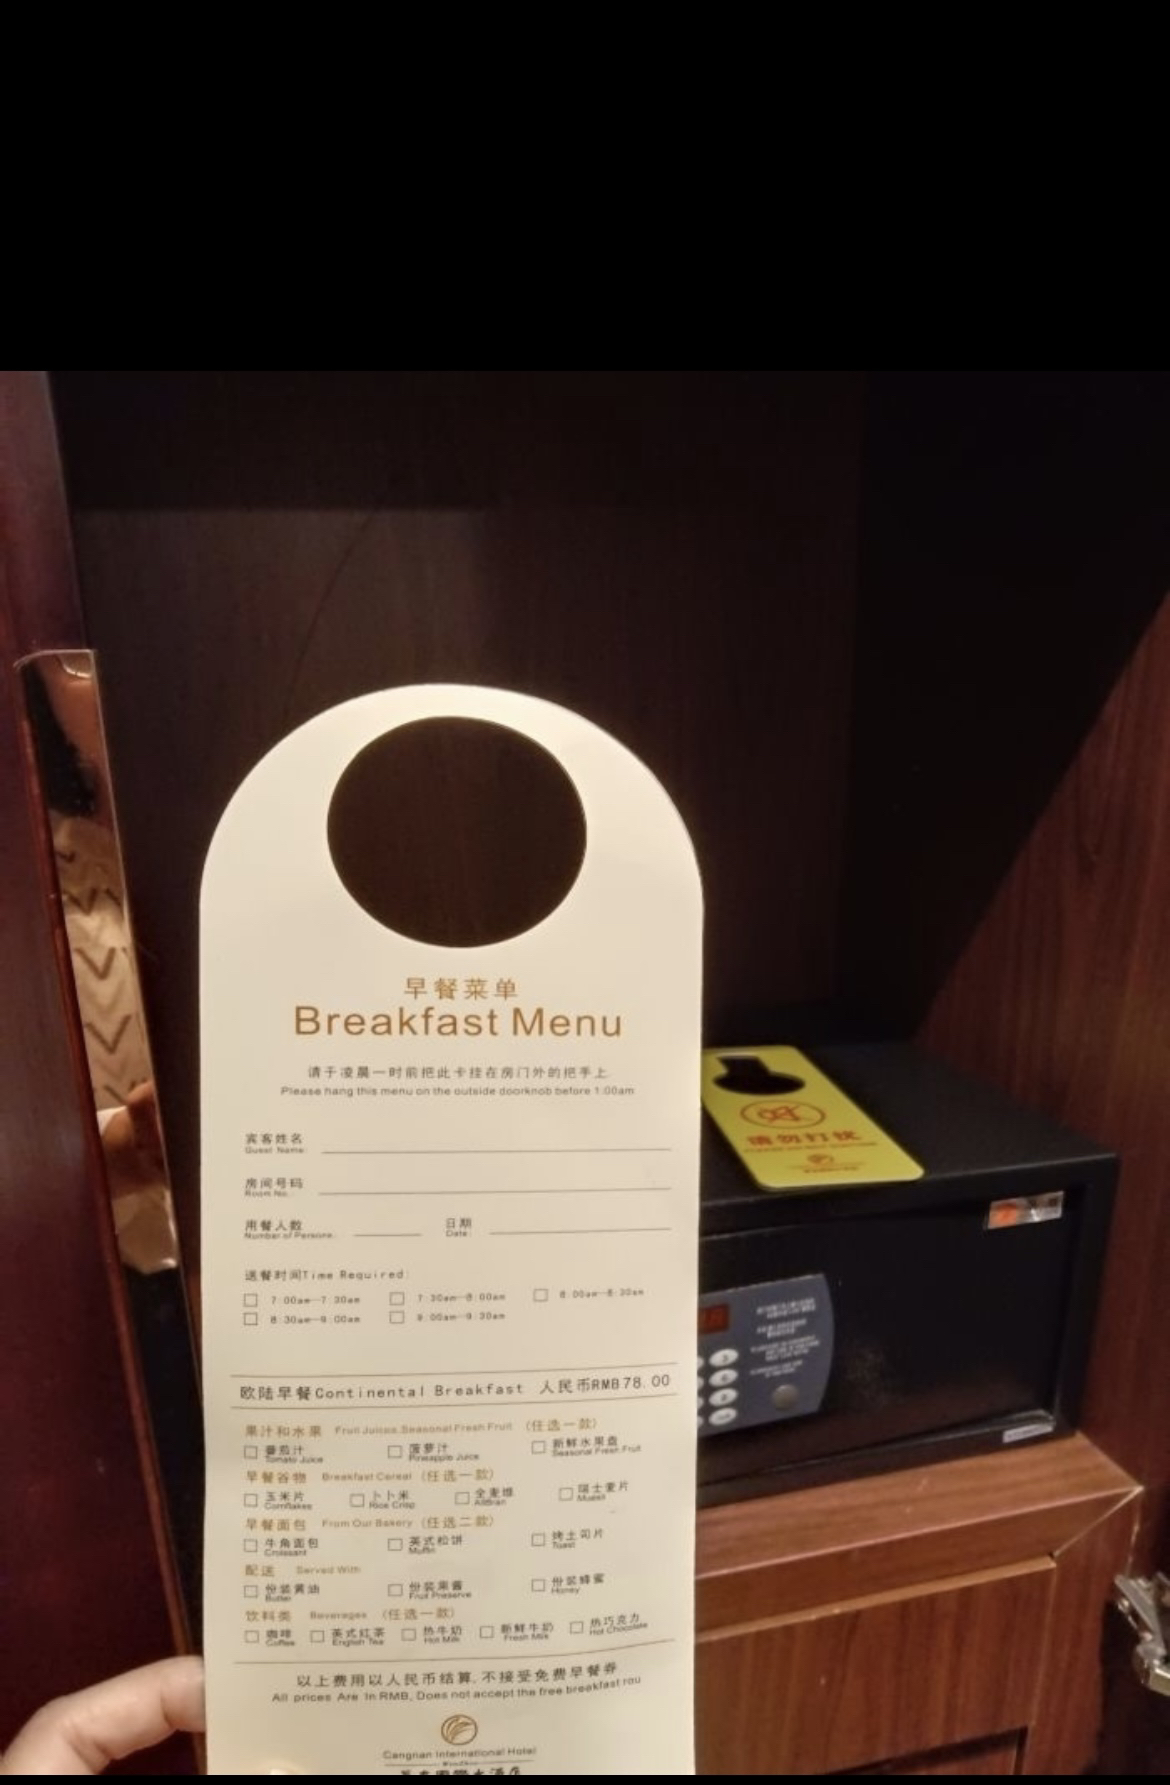 早餐菜单
Breakfast Menu
请于凌晨一时前把此卡挂在房门外的把手上
Please hang this menu on the outside doorknob before 1:00am
宾客姓名
Guest Name:
房间号码
Room No.:
用餐人数 日期
Number of Persons: Date:
送餐时间Time Required:
7:00am—7:30am 7:30am—8:00am 8:00am—8:30am
8:30am—9:00am 9:00am—9:30am
欧陆早餐Continental Breakfast 人民币RMB78.00
果汁和水果 Fruit Juices,Seasonal Fresh Fruit (任选一款)
番茄汁 菠萝汁 新鲜水果盘
Tomato Juice Pineapple Juice Seasonal Fresh Fruit
早餐谷物 Breakfast Cereal (任选一款)
玉米片 卜卜米 全麦维 瑞士麦片
Cornflakes Rice Crisp AllBran Muesli
早餐面包 From Our Bakery (任选二款)
牛角面包 英式松饼 烤土司片
Croissant Muffin Toast
配送 Served With
份装黄油 份装果酱 份装蜂蜜
Butter Fruit Preserve Honey
饮料类 Beverages (任选一款)
咖啡 英式红茶 热牛奶 新鲜牛奶 热巧克力
Coffee English Tea Hot Milk Fresh Milk Hot Chocolate
以上费用以人民币结算,不接受免费早餐券
All prices Are In RMB, Does not accept the free breakfast rou
Cangnan International Hotel
请勿打扰